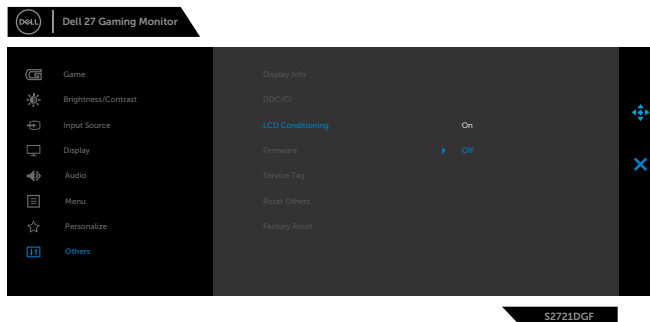 DELL Dell 27 Gaming Monitor
Game Display Info
Brightness/Contrast DDC/CI
Input Source LCD Conditioning On
Display Firmware Off
Audio Service Tag
Menu Reset Others
Personalize Factory Reset
Others
S2721DGF